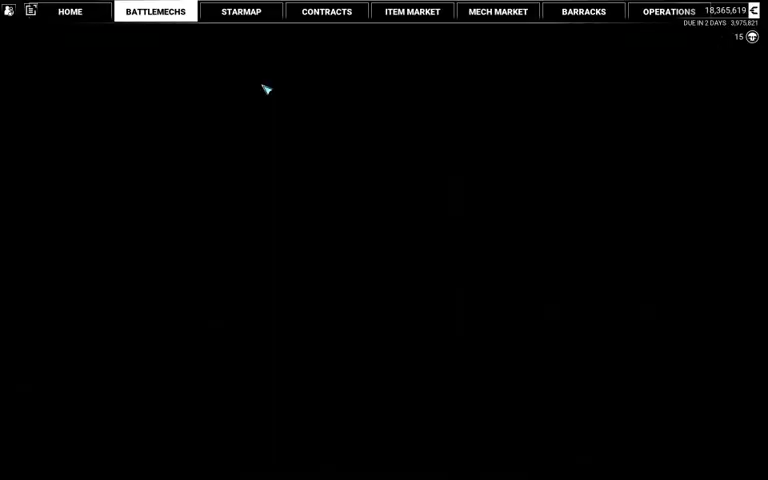 HOME BATTLEMECHS STARMAP CONTRACTS ITEM MARKET MECH MARKET BARRACKS OPERATIONS 18,365,619
DUE IN 2 DAYS 3,975,821
15